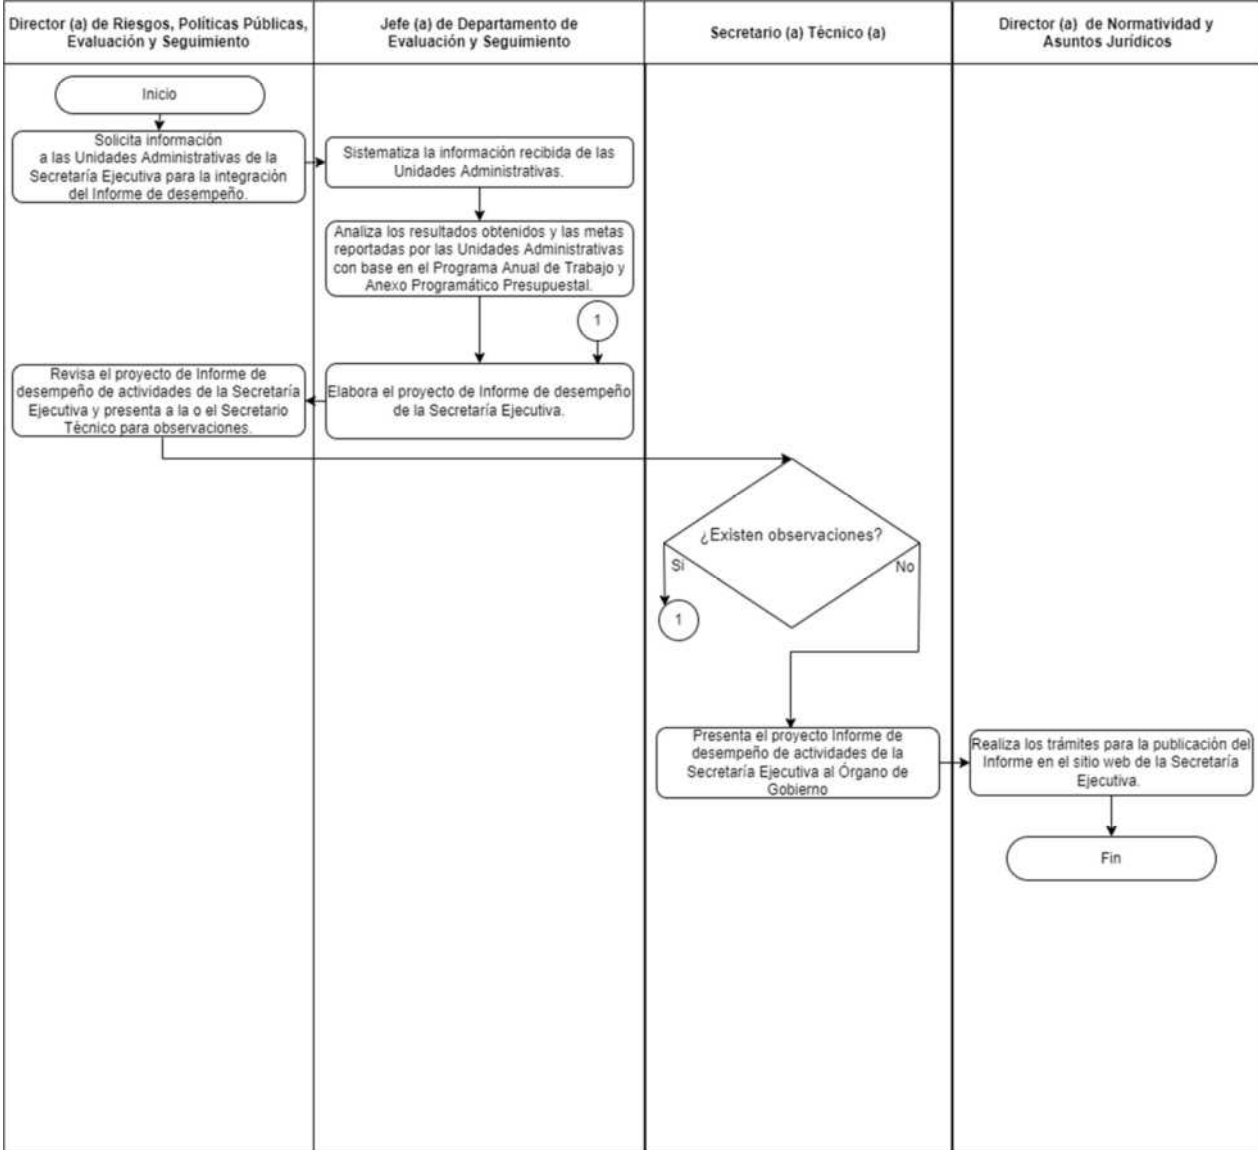 Director (a) de Riesgos, Políticas Públicas,
Evaluación y Seguimiento
Jefe (a) de Departamento de
Evaluación y Seguimiento
Secretario (a) Técnico (a)
Director (a) de Normatividad y
Asuntos Jurídicos
Inicio
Solicita información
a las Unidades Administrativas de la
Secretaría Ejecutiva para la integración
del Informe de desempeño.
Sistematiza la información recibida de las
Unidades Administrativas.
Analiza los resultados obtenidos y las metas
reportadas por las Unidades Administrativas
con base en el Programa Anual de Trabajo y
Anexo Programático Presupuestal.
1
Elabora el proyecto de Informe de desempeño
de la Secretaría Ejecutiva.
Revisa el proyecto de Informe de
desempeño de actividades de la Secretaría
Ejecutiva y presenta a la o el Secretario
Técnico para observaciones.
¿Existen observaciones?
Si
No
1
Presenta el proyecto Informe de
desempeño de actividades de la
Secretaría Ejecutiva al Órgano de
Gobierno
Realiza los trámites para la publicación del
Informe en el sitio web de la Secretaría
Ejecutiva.
Fin